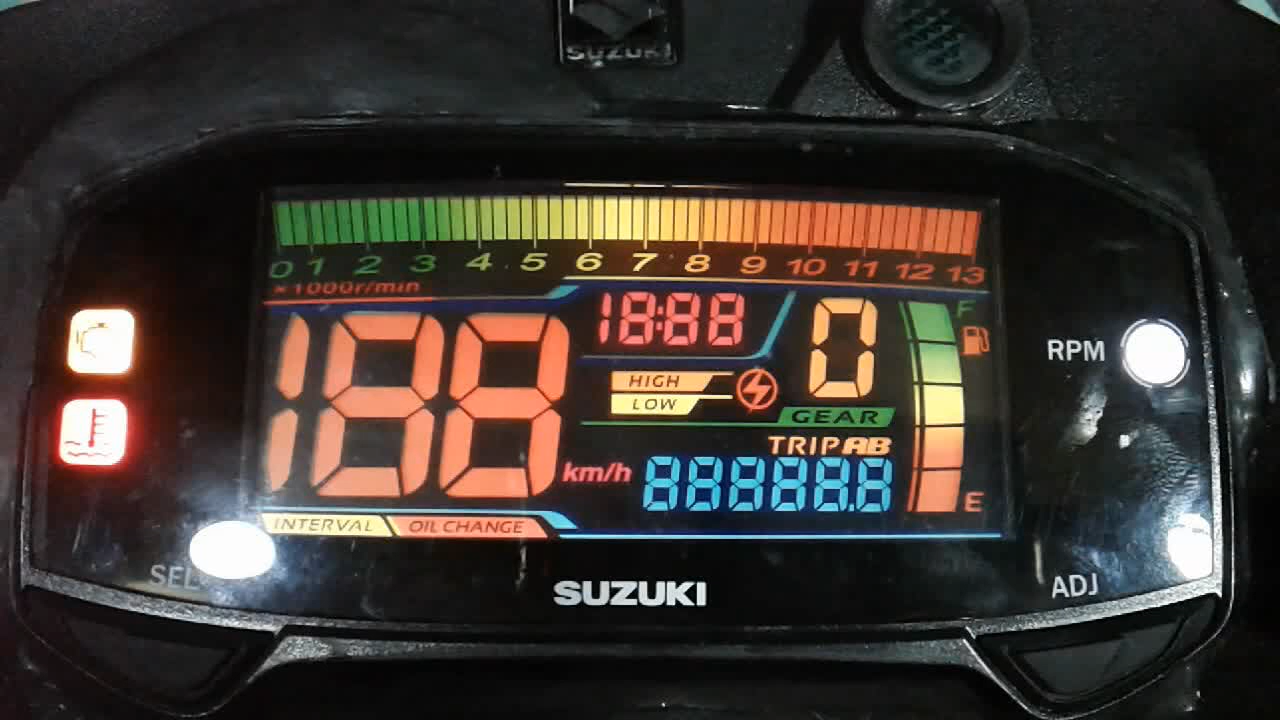 SUZUKI
0 1 2 3 4 5 6 7 8 9 10 11 12 13
×1000r/min
18:88
0
F
RPM
HIGH
LOW
GEAR
188
km/h
TRIP AB
88888.8
E
INTERVAL
OIL CHANGE
SEL
SUZUKI
ADJ